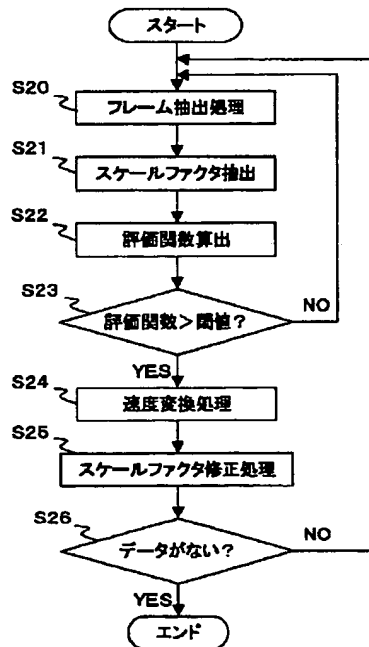 スタート
S20
フレーム抽出処理
S21
スケールファクタ抽出
S22
評価関数算出
S23
評価関数>閾値?
NO
YES
S24
速度変換処理
S25
スケールファクタ修正処理
S26
データがない?
NO
YES
エンド